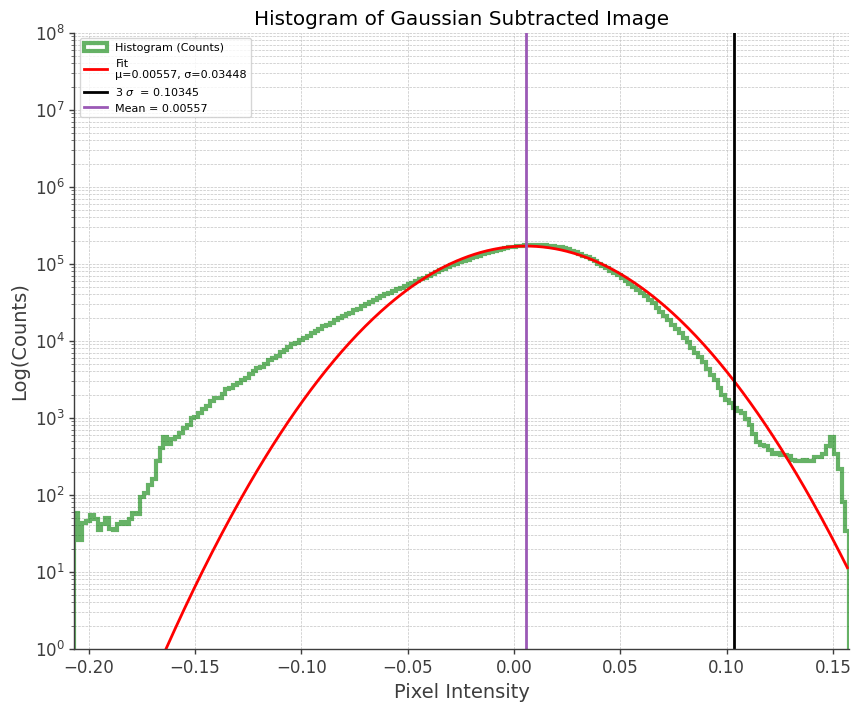 Histogram of Gaussian Subtracted Image
Histogram (Counts)
Fit
μ=0.00557, σ=0.03448
3 σ = 0.10345
Mean = 0.00557
10⁸
10⁷
10⁶
10⁵
10⁴
10³
10²
10¹
10⁰
Log(Counts)
−0.20 −0.15 −0.10 −0.05 0.00 0.05 0.10 0.15
Pixel Intensity